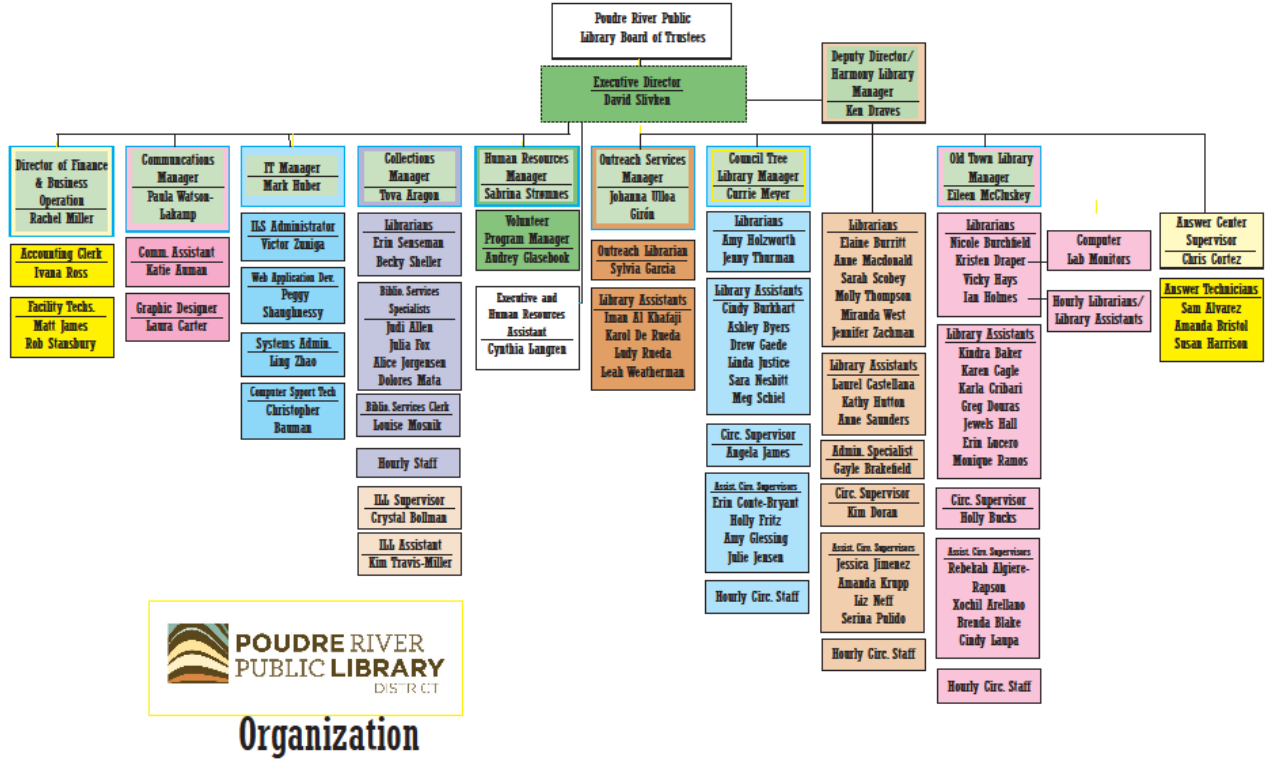 Poudre River Public
Library Board of Trustees
Executive Director
David Slivken
Deputy Director/
Harmony Library
Manager
Ken Draves
Director of Finance
& Business
Operation
Rachel Miller
Accounting Clerk
Ivana Ross
Facility Techs.
Matt James
Rob Stansbury
Communcations
Manager
Paula Watson-
Lakamp
Comm. Assistant
Katie Auman
Graphic Designer
Laura Carter
IT Manager
Mark Huber
ILS Administrator
Victor Zuniga
Web Application Dev.
Peggy
Shaughnessy
Systems Admin.
Ling Zhao
Computer Spport Tech
Christopher
Bauman
Collections
Manager
Tova Aragon
Librarians
Erin Senseman
Becky Sheller
Biblio. Services
Specialists
Judi Allen
Julia Fox
Alice Jorgensen
Dolores Mata
Biblio. Services Clerk
Louise Mosnik
Hourly Staff
ILL Supervisor
Crystal Bollman
ILL Assistant
Kim Travis-Miller
Human Resources
Manager
Sabrina Strømnes
Volunteer
Program Manager
Audrey Glasebook
Executive and
Human Resources
Assistant
Cynthia Langren
Outreach Services
Manager
Johanna Ulloa
Girón
Outreach Librarian
Sylvia Garcia
Library Assistants
Iman Al Khafaji
Karol De Rueda
Ludy Rueda
Leah Weatherman
Council Tree
Library Manager
Currie Meyer
Librarians
Amy Holzworth
Jenny Thurman
Library Assistants
Cindy Burkhart
Ashley Byers
Drew Gaede
Linda Justice
Sara Nesbitt
Meg Schiel
Circ. Supervisor
Angela James
Assist. Circ. Supervisors
Erin Conte-Bryant
Holly Fritz
Amy Glessing
Julie Jensen
Hourly Circ. Staff
Librarians
Elaine Burritt
Anne Macdonald
Sarah Scobey
Molly Thompson
Miranda West
Jennifer Zachman
Library Assistants
Laurel Castellana
Kathy Hutton
Anne Saunders
Admin. Specialist
Gayle Brakefield
Circ. Supervisor
Kim Doran
Assist. Circ. Supervisors
Jessica Jimenez
Amanda Krupp
Liz Neff
Serina Pulido
Hourly Circ. Staff
Old Town Library
Manager
Eileen McCluskey
Librarians
Nicole Burchfield
Kristen Draper
Vicky Hays
Ian Holmes
Library Assistants
Kindra Baker
Karen Cagle
Karla Cribari
Greg Douras
Jewels Hall
Erin Lucero
Monique Ramos
Circ. Supervisor
Holly Bucks
Assist. Circ. Supervisors
Rebekah Algiere-
Rapson
Xochil Arellano
Brenda Blake
Cindy Laupa
Hourly Circ. Staff
Computer
Lab Monitors
Hourly Librarians/
Library Assistants
Answer Center
Supervisor
Chris Cortez
Answer Technicians
Sam Alvarez
Amanda Bristol
Susan Harrison
POUDRE RIVER
PUBLIC LIBRARY
DISTRICT
Organization